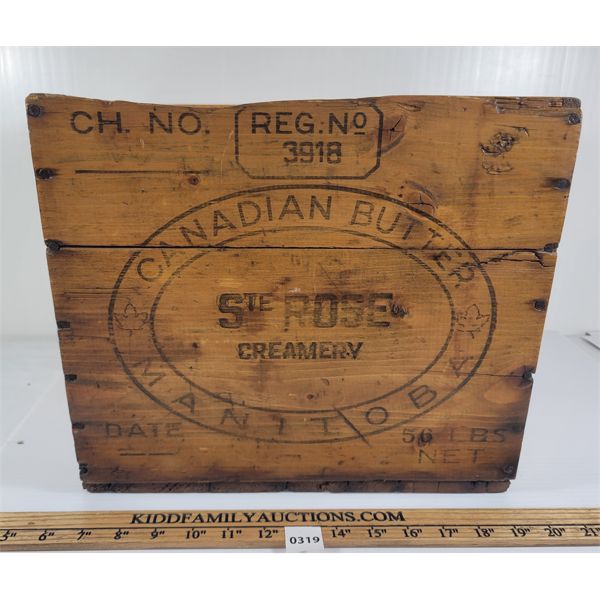 CH. NO.
REG. Nº
3918
CANADIAN BUTTER
STE ROSE
CREAMERY
MANITOBA
DATE
56 LBS
NET
KIDDFAMILYAUCTIONS.COM
5" 6" 7" 8" 9" 10" 11" 12" 14" 15" 16" 17" 18" 19" 20" 21"
0319